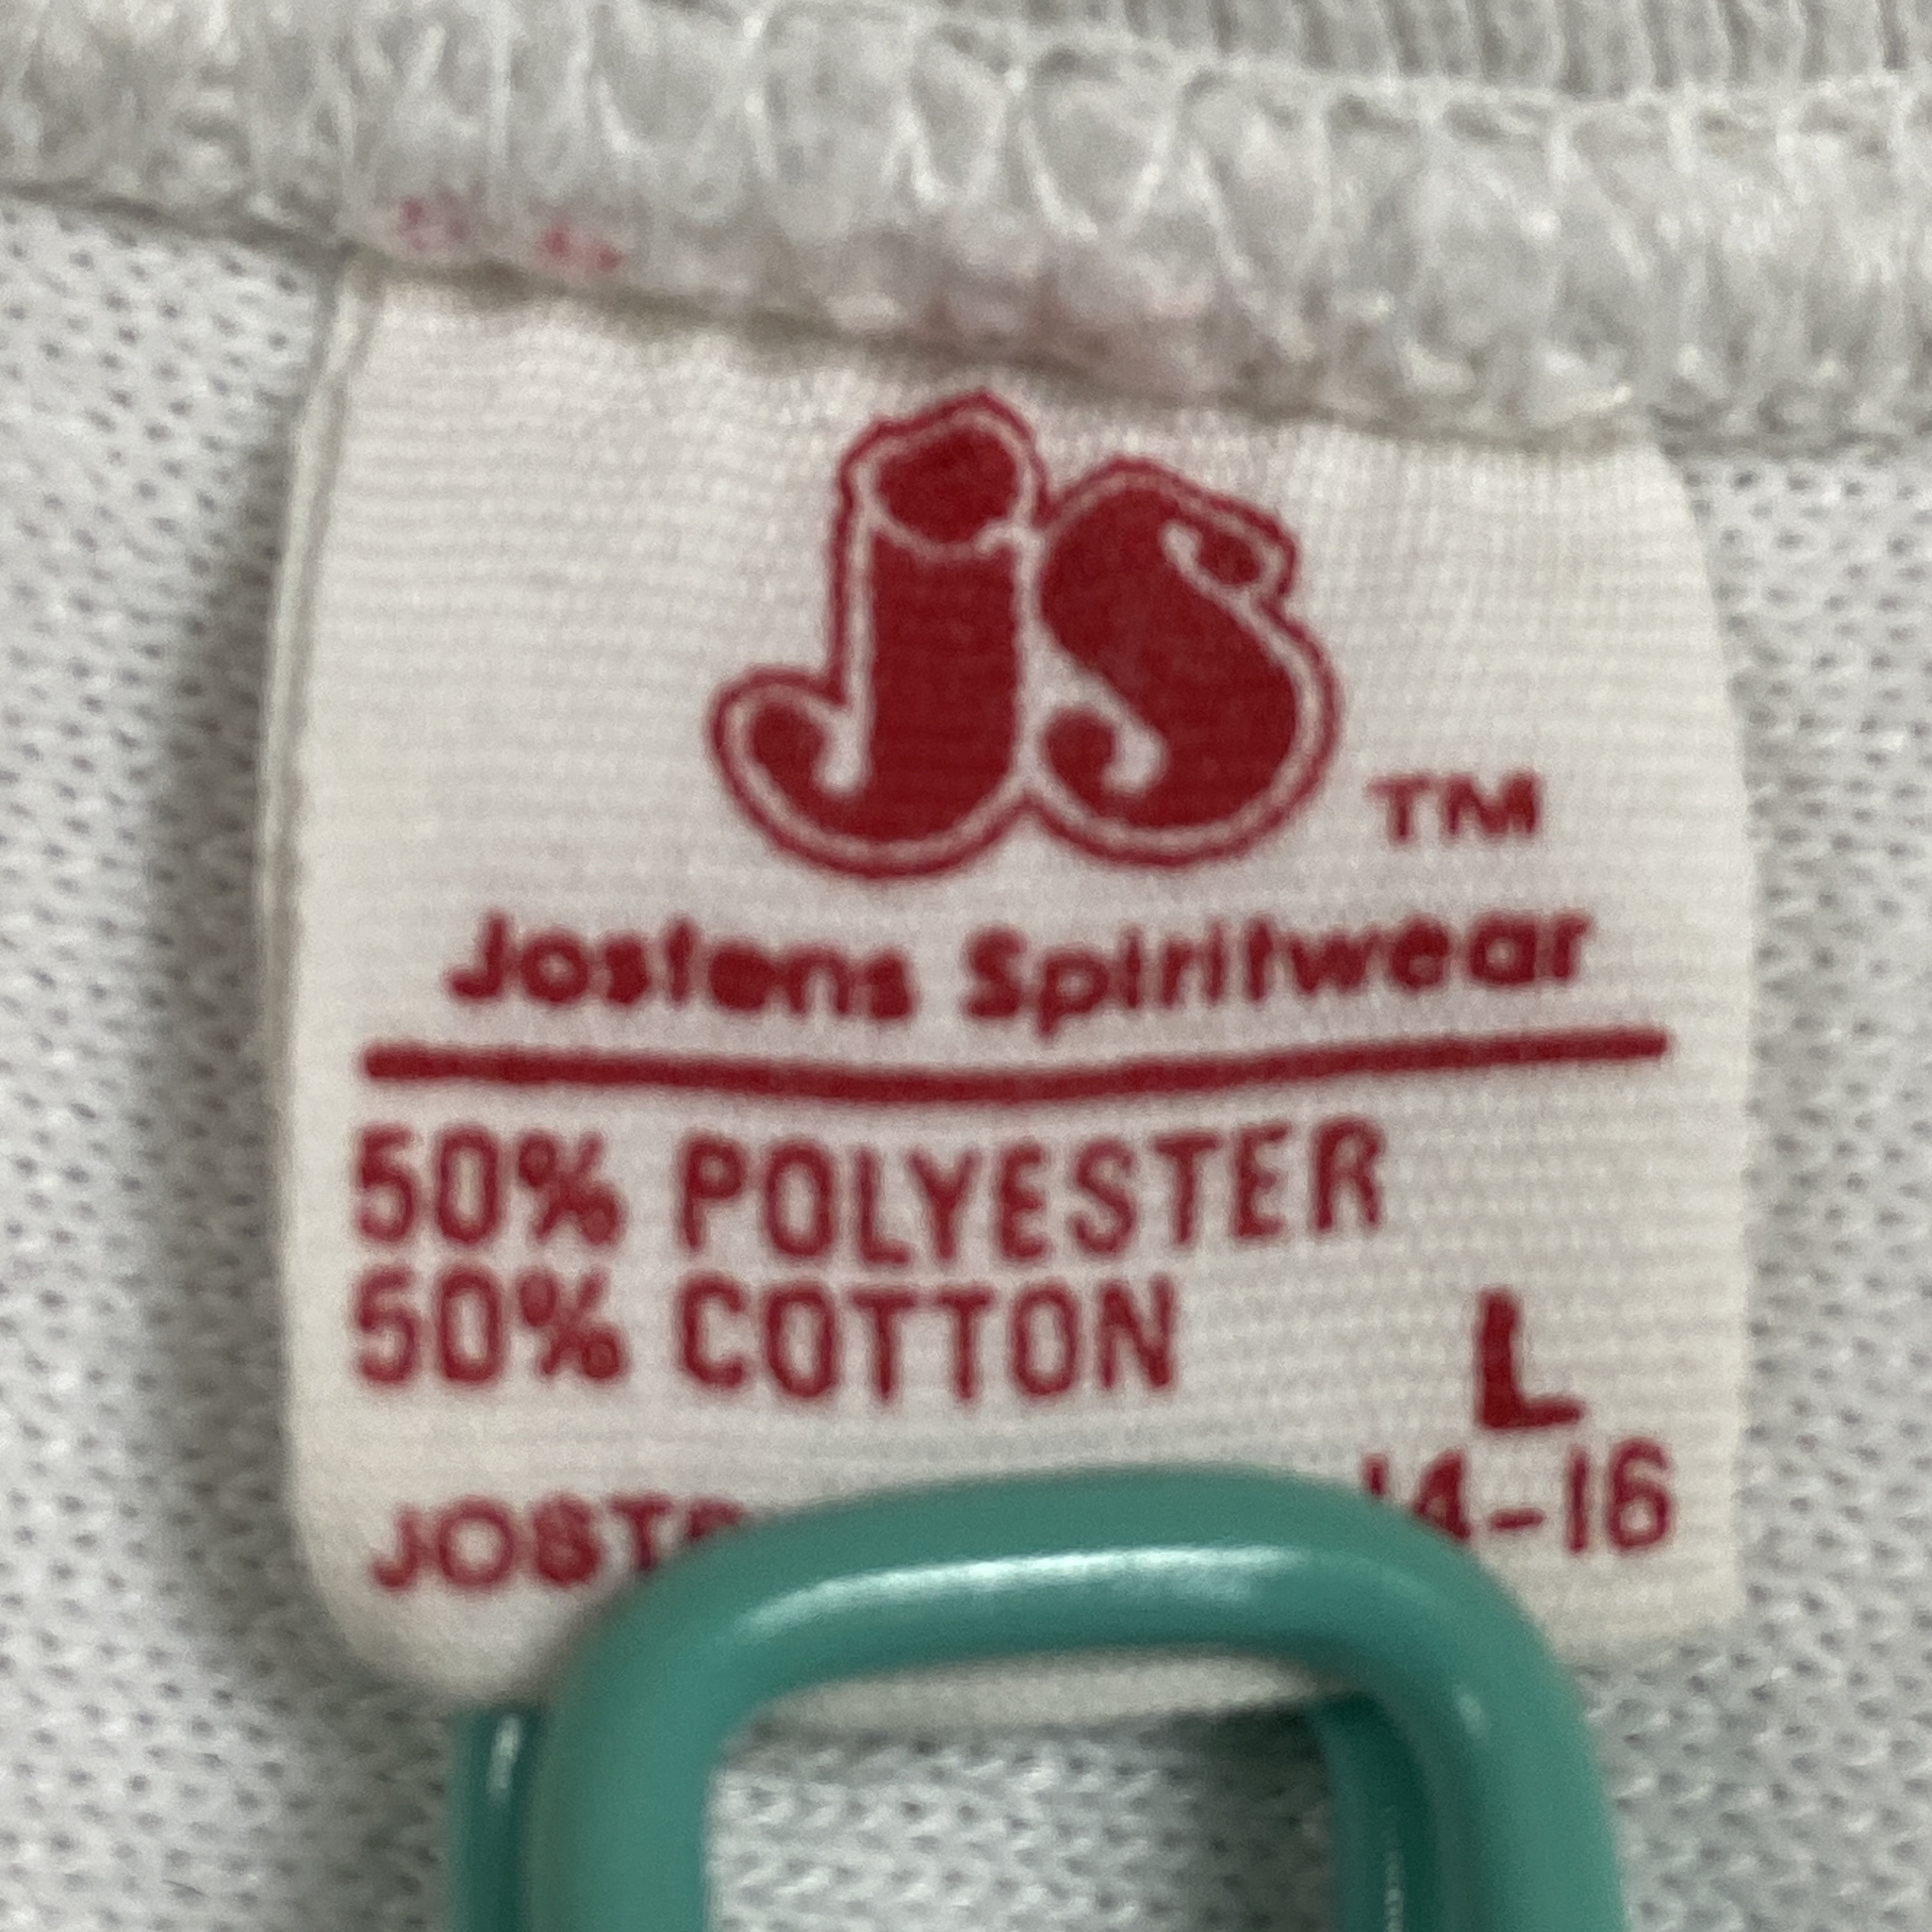 js TM
Jostens Spiritwear
50% POLYESTER
50% COTTON
L
14-16